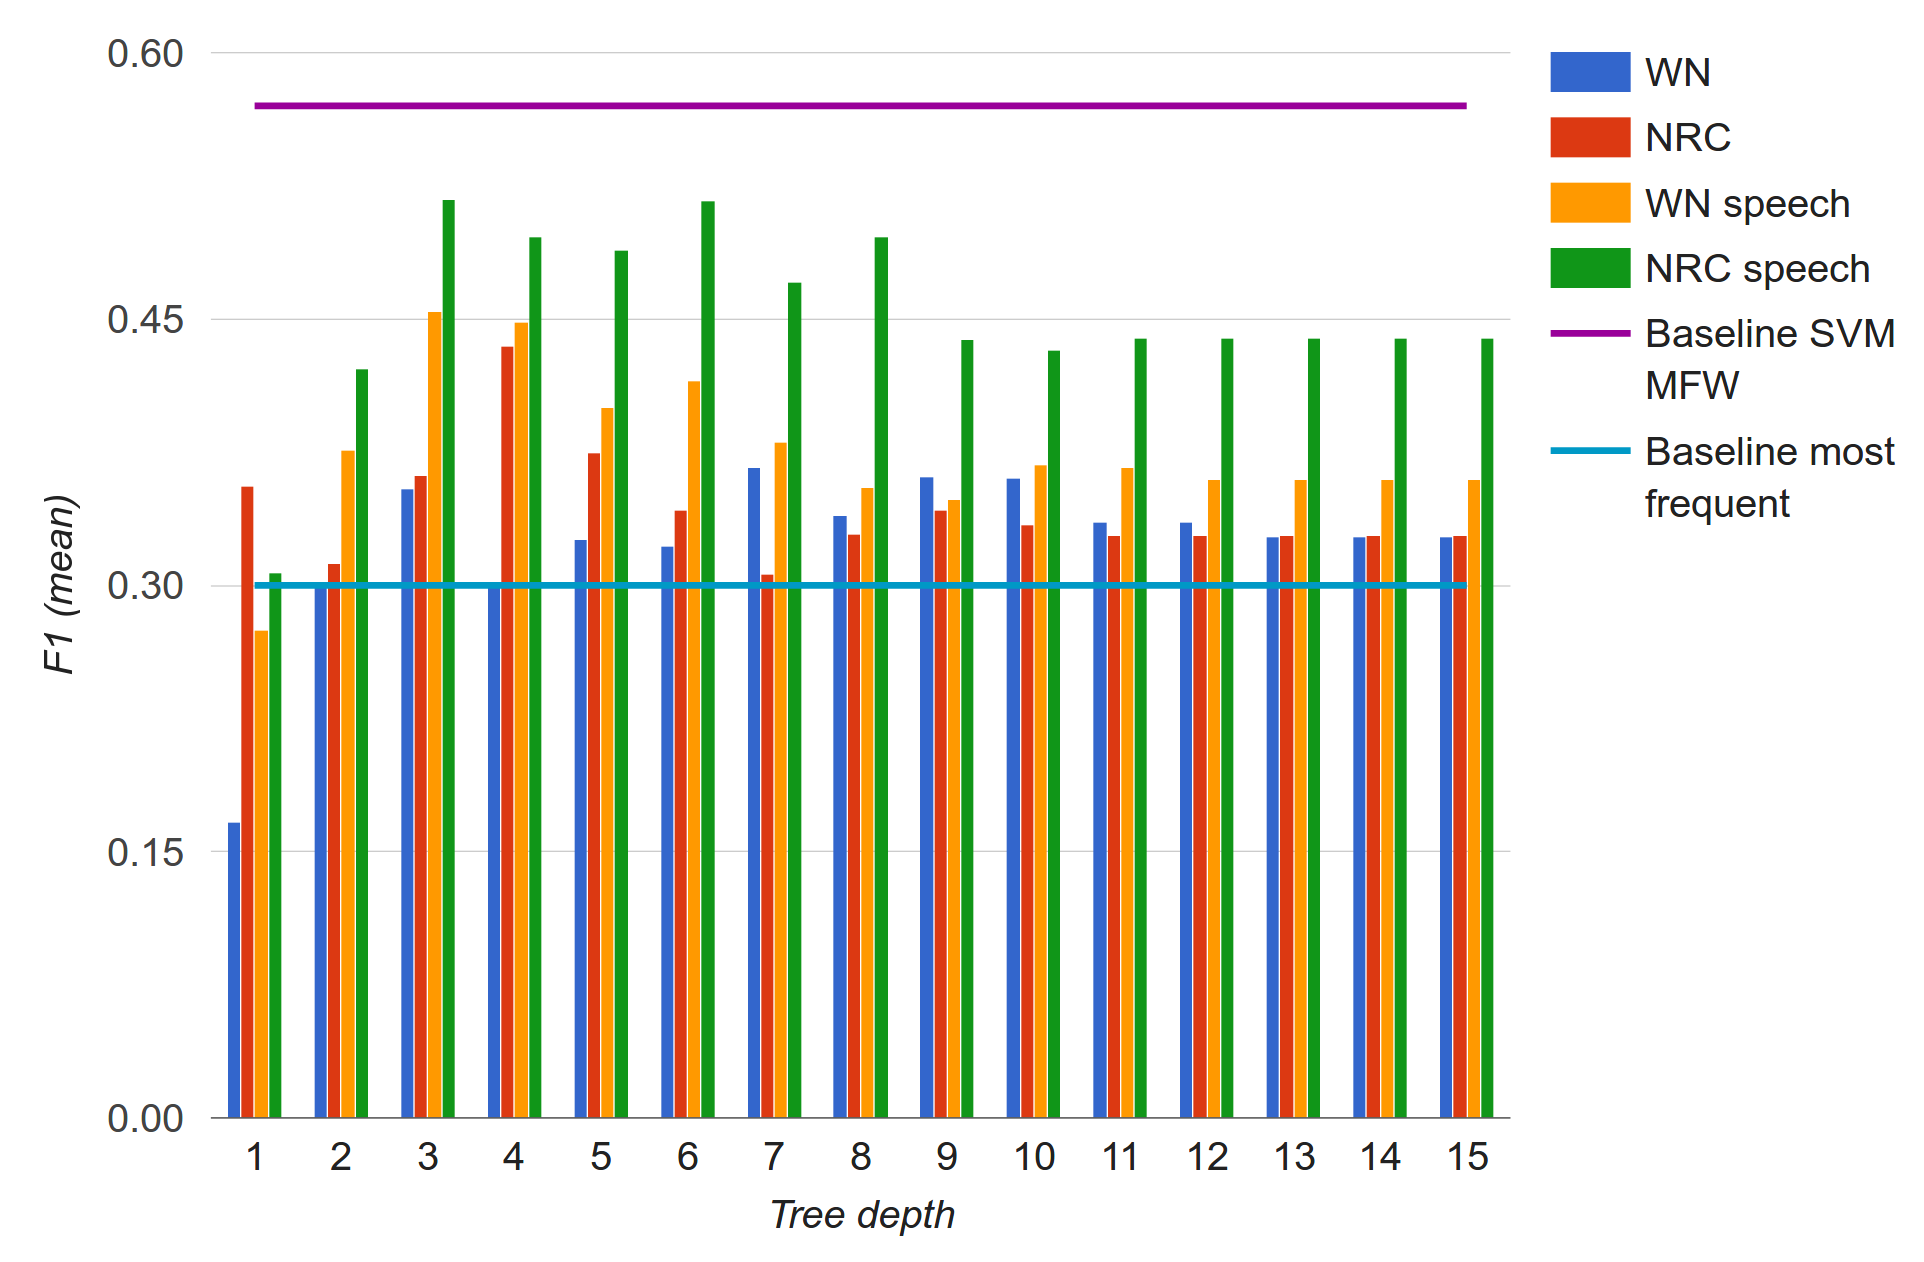 0.60
0.45
0.30
0.15
0.00
F1 (mean)
1 2 3 4 5 6 7 8 9 10 11 12 13 14 15
Tree depth
WN
NRC
WN speech
NRC speech
Baseline SVM
MFW
Baseline most
frequent